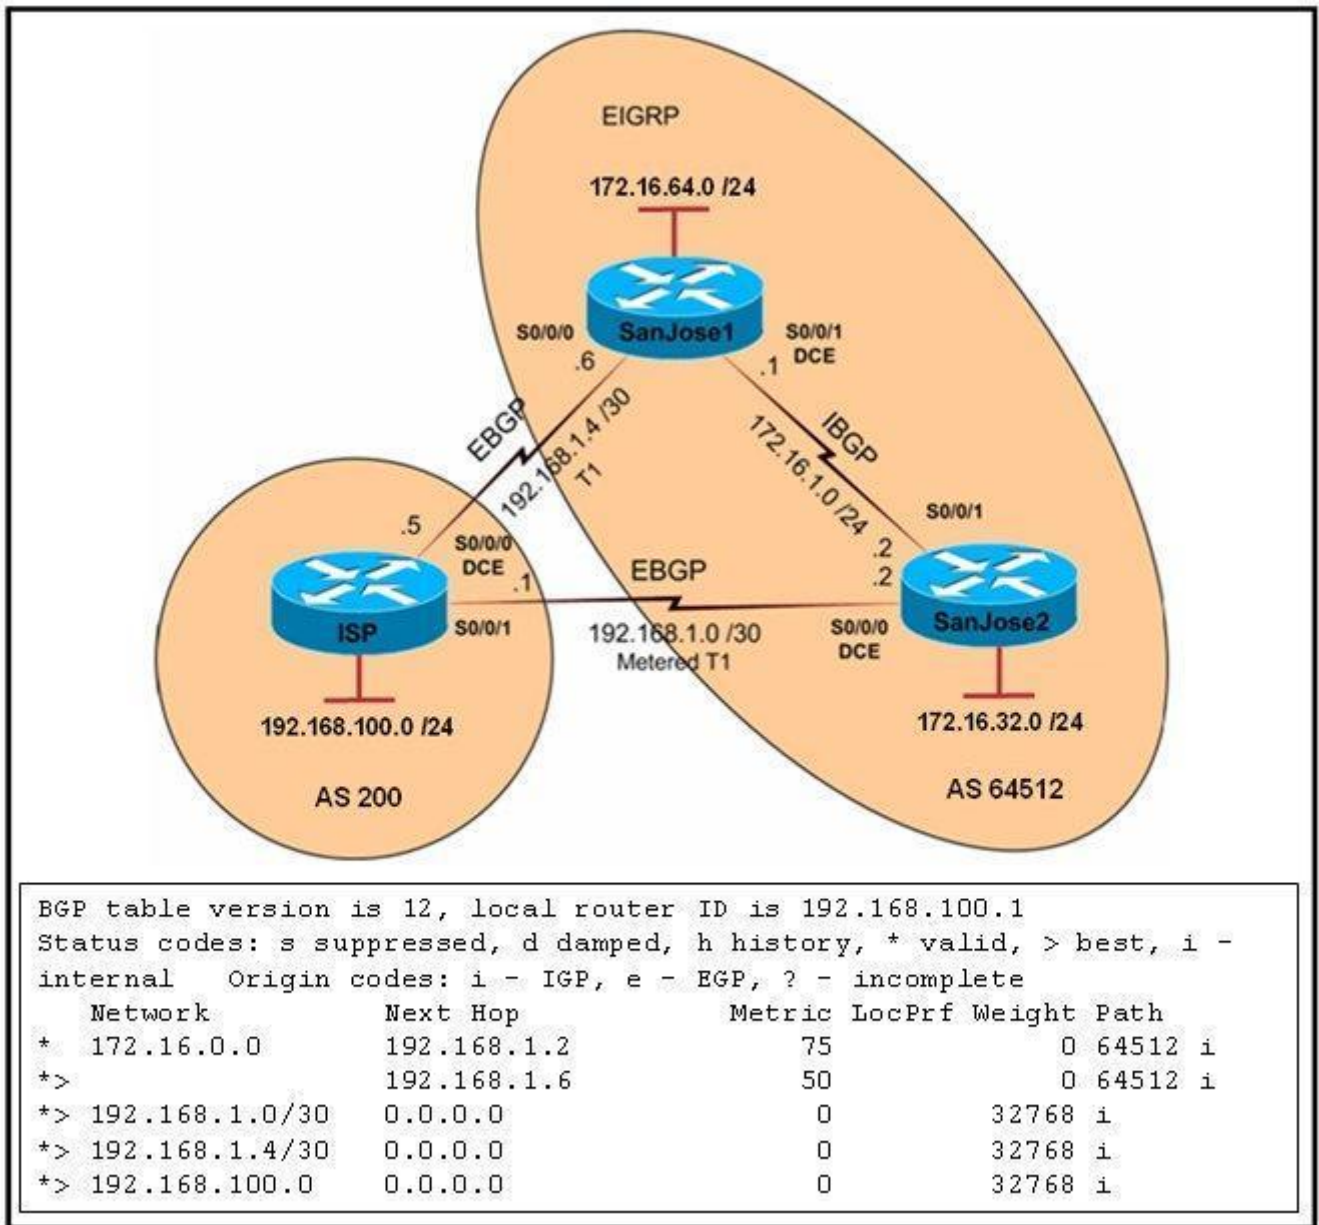 EIGRP
172.16.64.0 /24
S0/0/0
SanJose1
S0/0/1
DCE
.6
.1
EBGP
192.168.1.4 /30
T1
IBGP
172.16.1.0 /24
.5
S0/0/0
DCE
.1
S0/0/1
.2
.2
EBGP
ISP
S0/0/1
192.168.1.0 /30
Metered T1
S0/0/0
DCE
SanJose2
192.168.100.0 /24
172.16.32.0 /24
AS 200
AS 64512
BGP table version is 12, local router ID is 192.168.100.1
Status codes: s suppressed, d damped, h history, * valid, > best, i -
internal   Origin codes: i - IGP, e - EGP, ? - incomplete
   Network          Next Hop            Metric LocPrf Weight Path
*  172.16.0.0       192.168.1.2             75             0 64512 i
*>                  192.168.1.6             50             0 64512 i
*> 192.168.1.0/30   0.0.0.0                  0         32768 i
*> 192.168.1.4/30   0.0.0.0                  0         32768 i
*> 192.168.100.0    0.0.0.0                  0         32768 i